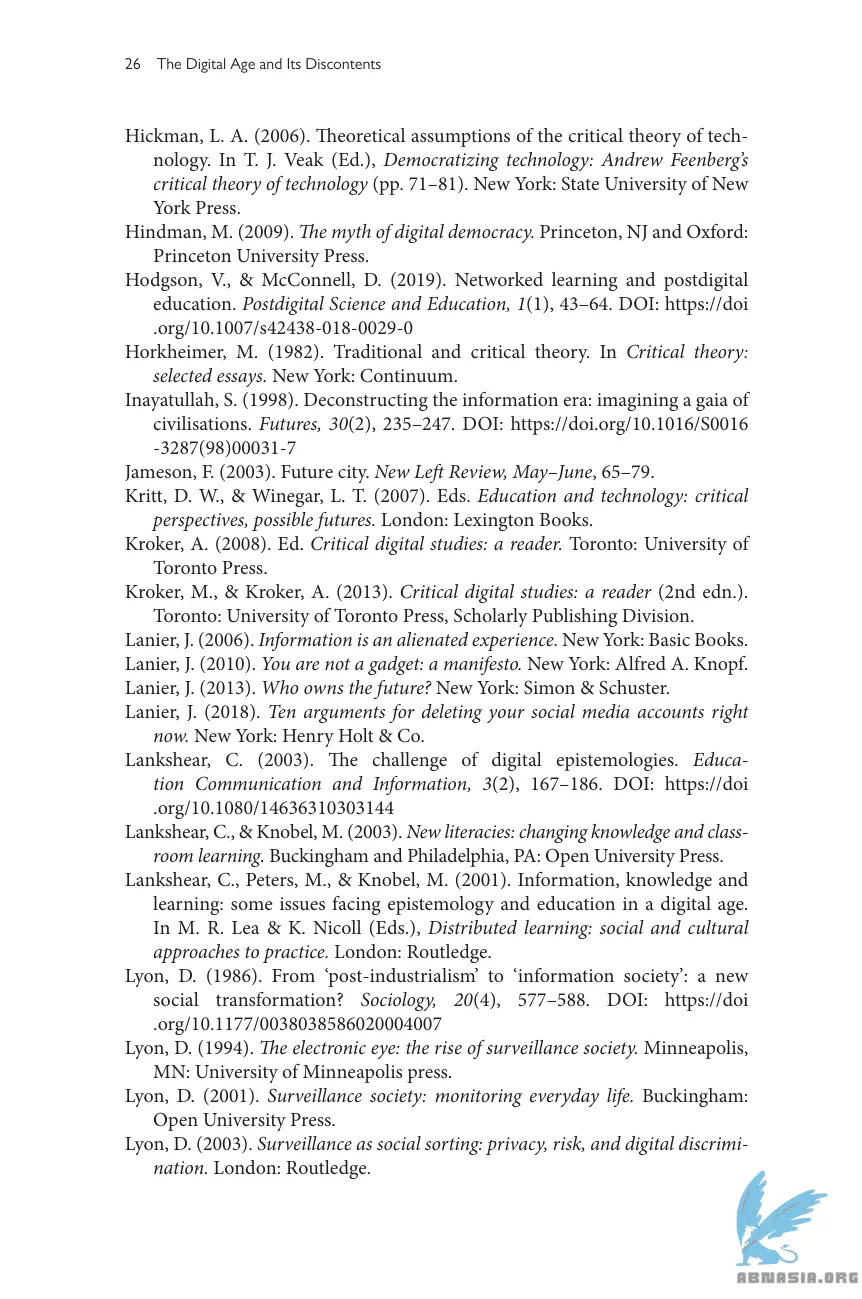 26 The Digital Age and Its Discontents
Hickman, L. A. (2006). Theoretical assumptions of the critical theory of tech-
nology. In T. J. Veak (Ed.), Democratizing technology: Andrew Feenberg’s
critical theory of technology (pp. 71–81). New York: State University of New
York Press.
Hindman, M. (2009). The myth of digital democracy. Princeton, NJ and Oxford:
Princeton University Press.
Hodgson, V., & McConnell, D. (2019). Networked learning and postdigital
education. Postdigital Science and Education, 1(1), 43–64. DOI: https://doi
.org/10.1007/s42438-018-0029-0
Horkheimer, M. (1982). Traditional and critical theory. In Critical theory:
selected essays. New York: Continuum.
Inayatullah, S. (1998). Deconstructing the information era: imagining a gaia of
civilisations. Futures, 30(2), 235–247. DOI: https://doi.org/10.1016/S0016
-3287(98)00031-7
Jameson, F. (2003). Future city. New Left Review, May–June, 65–79.
Kritt, D. W., & Winegar, L. T. (2007). Eds. Education and technology: critical
perspectives, possible futures. London: Lexington Books.
Kroker, A. (2008). Ed. Critical digital studies: a reader. Toronto: University of
Toronto Press.
Kroker, M., & Kroker, A. (2013). Critical digital studies: a reader (2nd edn.).
Toronto: University of Toronto Press, Scholarly Publishing Division.
Lanier, J. (2006). Information is an alienated experience. New York: Basic Books.
Lanier, J. (2010). You are not a gadget: a manifesto. New York: Alfred A. Knopf.
Lanier, J. (2013). Who owns the future? New York: Simon & Schuster.
Lanier, J. (2018). Ten arguments for deleting your social media accounts right
now. New York: Henry Holt & Co.
Lankshear, C. (2003). The challenge of digital epistemologies. Educa-
tion Communication and Information, 3(2), 167–186. DOI: https://doi
.org/10.1080/14636310303144
Lankshear, C., & Knobel, M. (2003). New literacies: changing knowledge and class-
room learning. Buckingham and Philadelphia, PA: Open University Press.
Lankshear, C., Peters, M., & Knobel, M. (2001). Information, knowledge and
learning: some issues facing epistemology and education in a digital age.
In M. R. Lea & K. Nicoll (Eds.), Distributed learning: social and cultural
approaches to practice. London: Routledge.
Lyon, D. (1986). From ‘post-industrialism’ to ‘information society’: a new
social transformation? Sociology, 20(4), 577–588. DOI: https://doi
.org/10.1177/0038038586020004007
Lyon, D. (1994). The electronic eye: the rise of surveillance society. Minneapolis,
MN: University of Minneapolis press.
Lyon, D. (2001). Surveillance society: monitoring everyday life. Buckingham:
Open University Press.
Lyon, D. (2003). Surveillance as social sorting: privacy, risk, and digital discrimi-
nation. London: Routledge.
ABNASIA.ORG